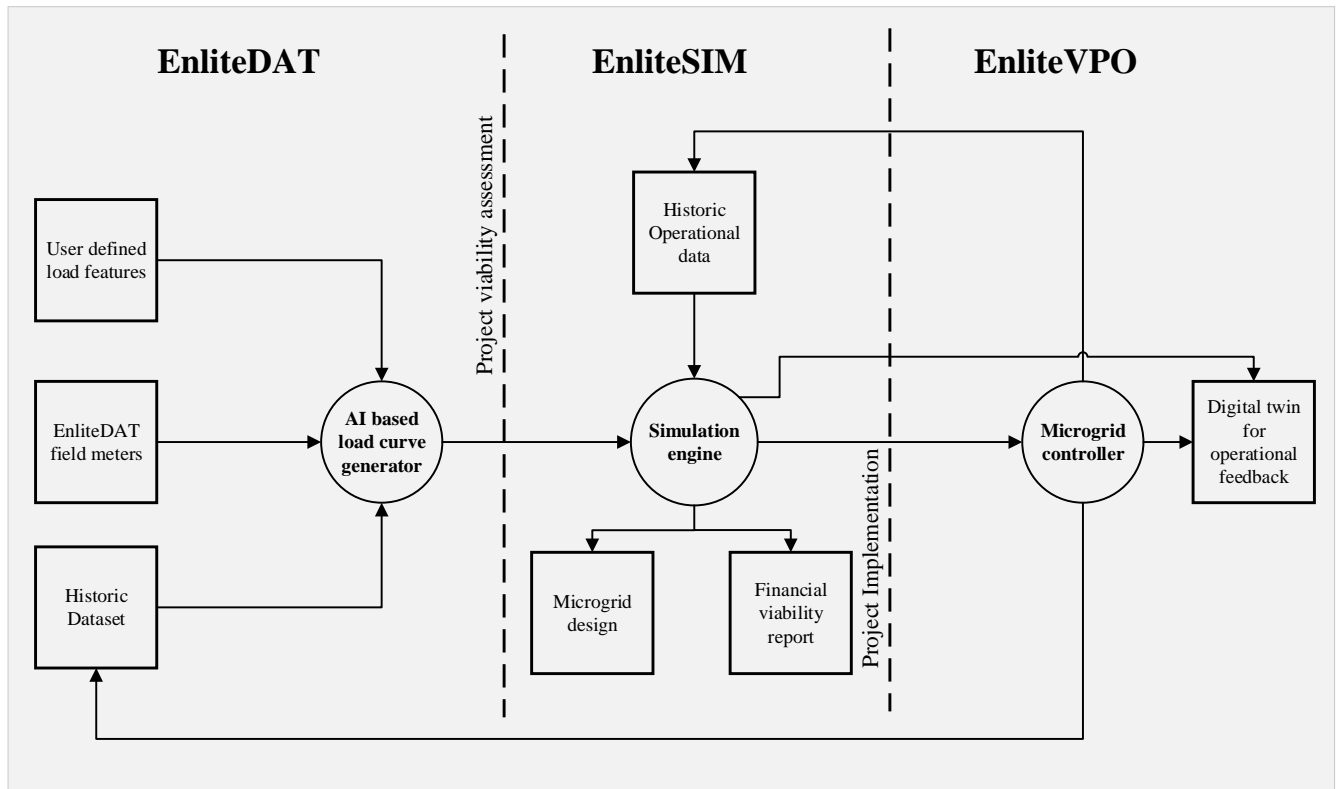 EnliteDAT
EnliteSIM
EnliteVPO
Project viability assessment
User defined
load features
EnliteDAT
field meters
Historic
Dataset
AI based
load curve
generator
Historic
Operational
data
Simulation
engine
Microgrid
design
Financial
viability
report
Project Implementation
Microgrid
controller
Digital twin
for
operational
feedback